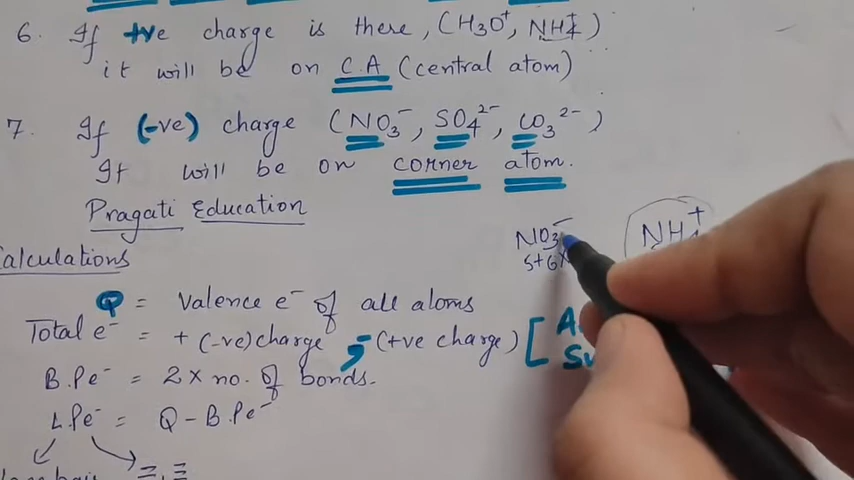 6. If +ve charge is there, (H3O⁺, NH4⁺)
it will be on C.A (central atom)
7. If (-ve) charge (NO3⁻, SO4²⁻, CO3²⁻)
It will be on corner atom.
Pragati Education
Calculations
NO3⁻
5+6x
NH4⁺
Q = Valence e⁻ of all atoms
Total e⁻ = + (-ve) charge - (+ve charge) [
B.Pe⁻ = 2 x no. of bonds.
L.Pe⁻ = Q - B.Pe⁻